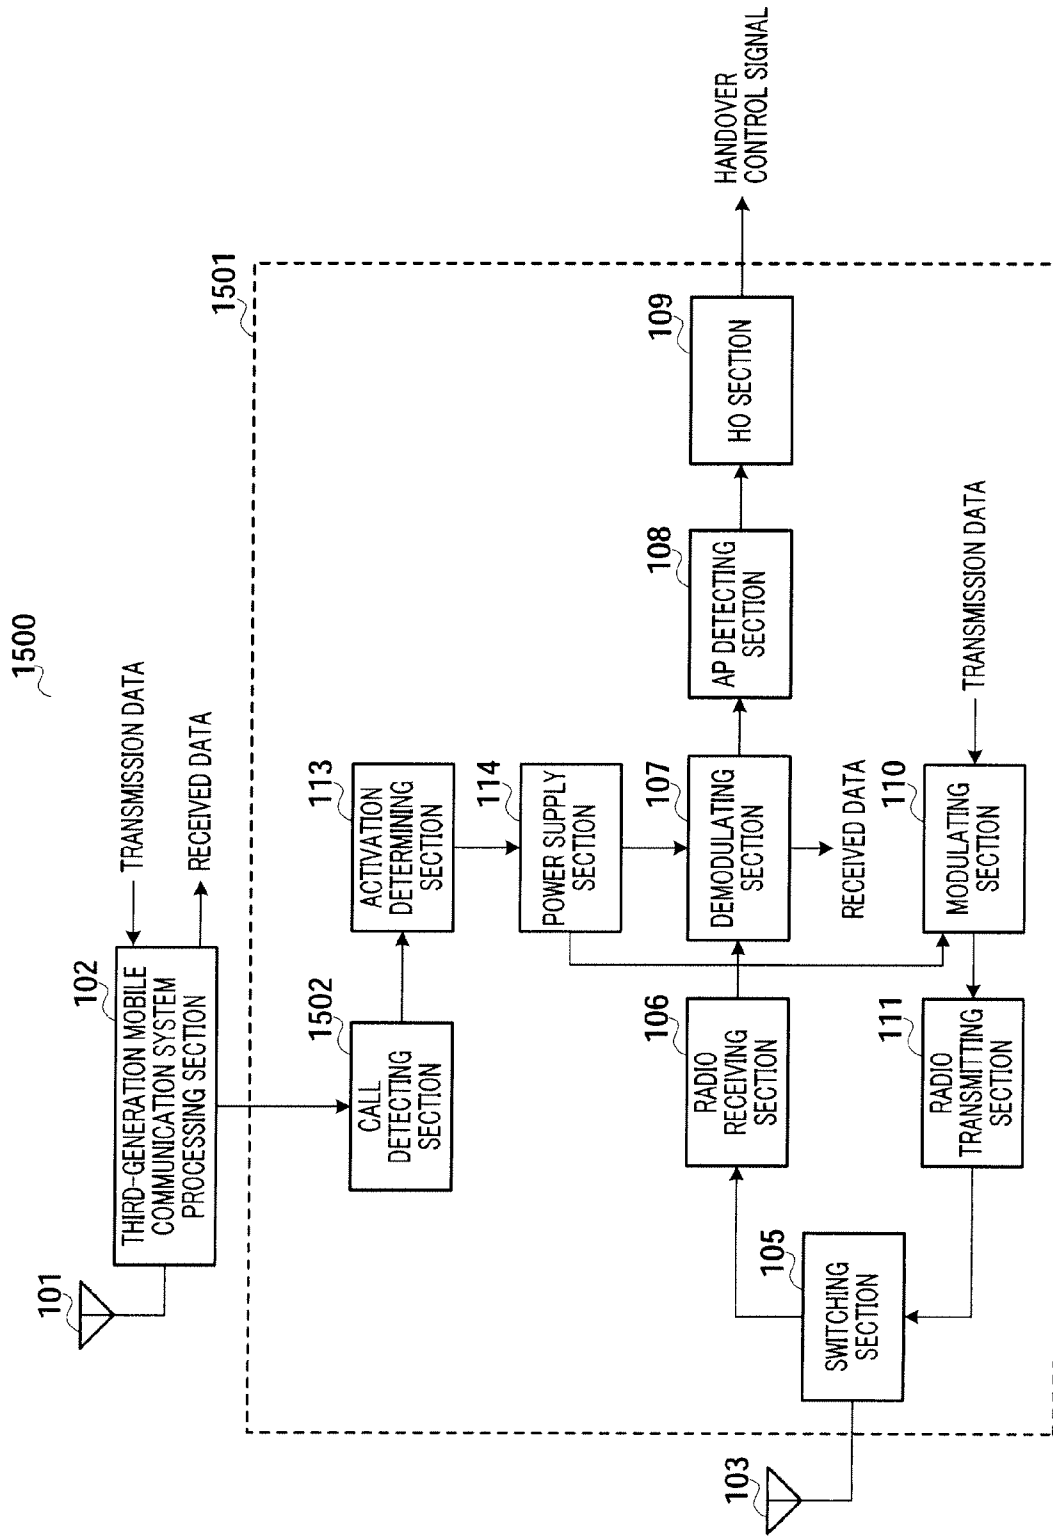 1500
101
102
THIRD-GENERATION MOBILE
COMMUNICATION SYSTEM
PROCESSING SECTION
TRANSMISSION DATA
RECEIVED DATA
1501
1502
CALL
DETECTING
SECTION
113
ACTIVATION
DETERMINING
SECTION
114
POWER SUPPLY
SECTION
103
105
SWITCHING
SECTION
106
RADIO
RECEIVING
SECTION
107
DEMODULATING
SECTION
RECEIVED DATA
108
AP DETECTING
SECTION
109
HO SECTION
HANDOVER
CONTROL SIGNAL
111
RADIO
TRANSMITTING
SECTION
110
MODULATING
SECTION
TRANSMISSION DATA